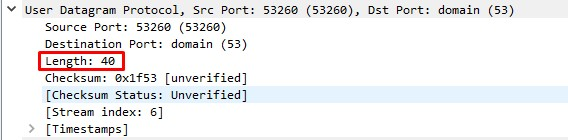 User Datagram Protocol, Src Port: 53260 (53260), Dst Port: domain (53)
Source Port: 53260 (53260)
Destination Port: domain (53)
Length: 40
Checksum: 0x1f53 [unverified]
[Checksum Status: Unverified]
[Stream index: 6]
[Timestamps]